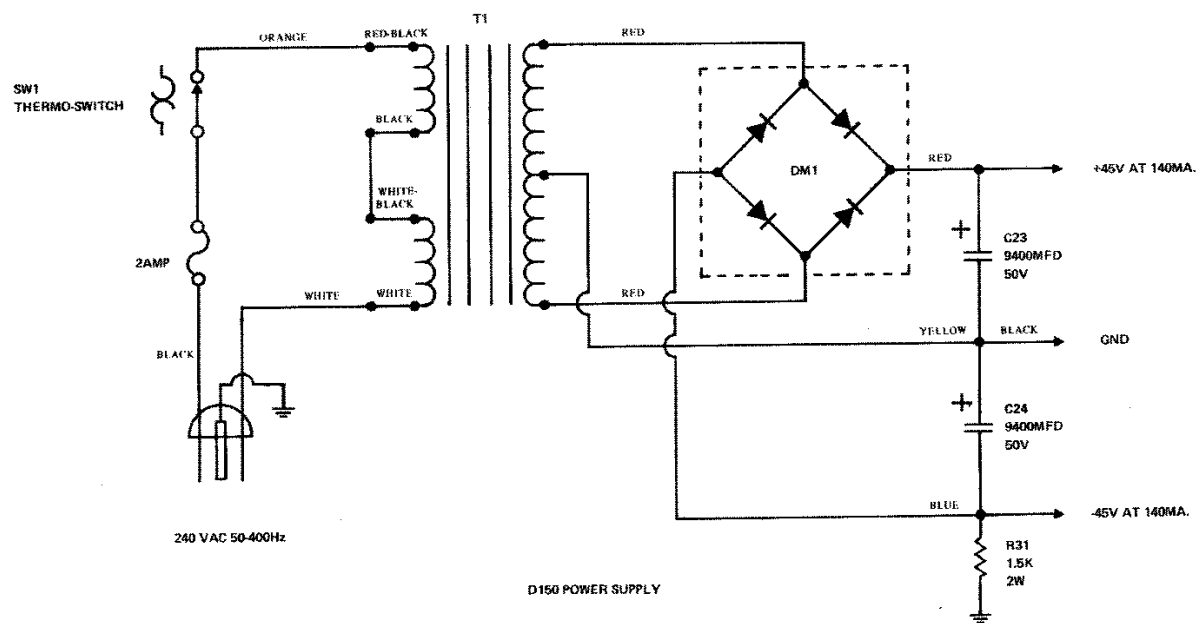 T1
ORANGE
RED-BLACK
RED
SW1
THERMO-SWITCH
BLACK
DM1
RED
+45V AT 140MA.
WHITE-
BLACK
C23
9400MFD
50V
2AMP
WHITE
WHITE
RED
YELLOW
BLACK
GND
BLACK
C24
9400MFD
50V
BLUE
-45V AT 140MA.
240 VAC 50-400Hz
R31
1.5K
2W
D150 POWER SUPPLY